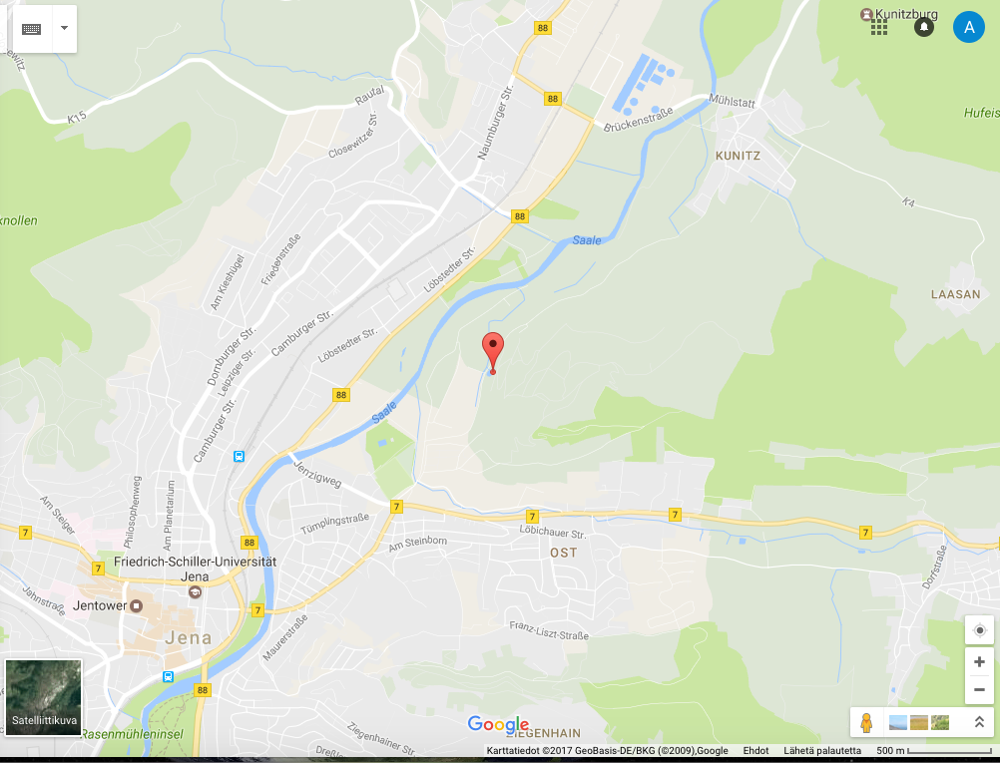 Kunitzburg
A
88
Rautal
K15
88
Mühlstatt
Brückenstraße
Naumburger Str.
Closewitzer Str.
Hufeis
KUNITZ
K4
knollen
88
Saale
Friedenstraße
Löbstedter Str.
Am Kieshügel
LAASAN
Camburger Str.
Dornburger Str.
Löbstedter Str.
Leipziger Str.
88
Saale
Camburger Str.
Jenzigweg
Philosophenweg
Am Planetarium
Am Steiger
7
7
7
7
7
Tümplingstraße
Löbichauer Str.
88
Am Steinborn
OST
Friedrich-Schiller-Universität
Jena
7
Dorfstraße
Jahnstraße
Jentower
7
Jena
Maurerstraße
Franz-Liszt-Straße
88
Satelliittikuva
Rasenmühleninsel
Ziegenhainer Str.
Google
ZIEGENHAIN
Karttatiedot ©2017 GeoBasis-DE/BKG (©2009),Google Ehdot Lähetä palautetta 500 m